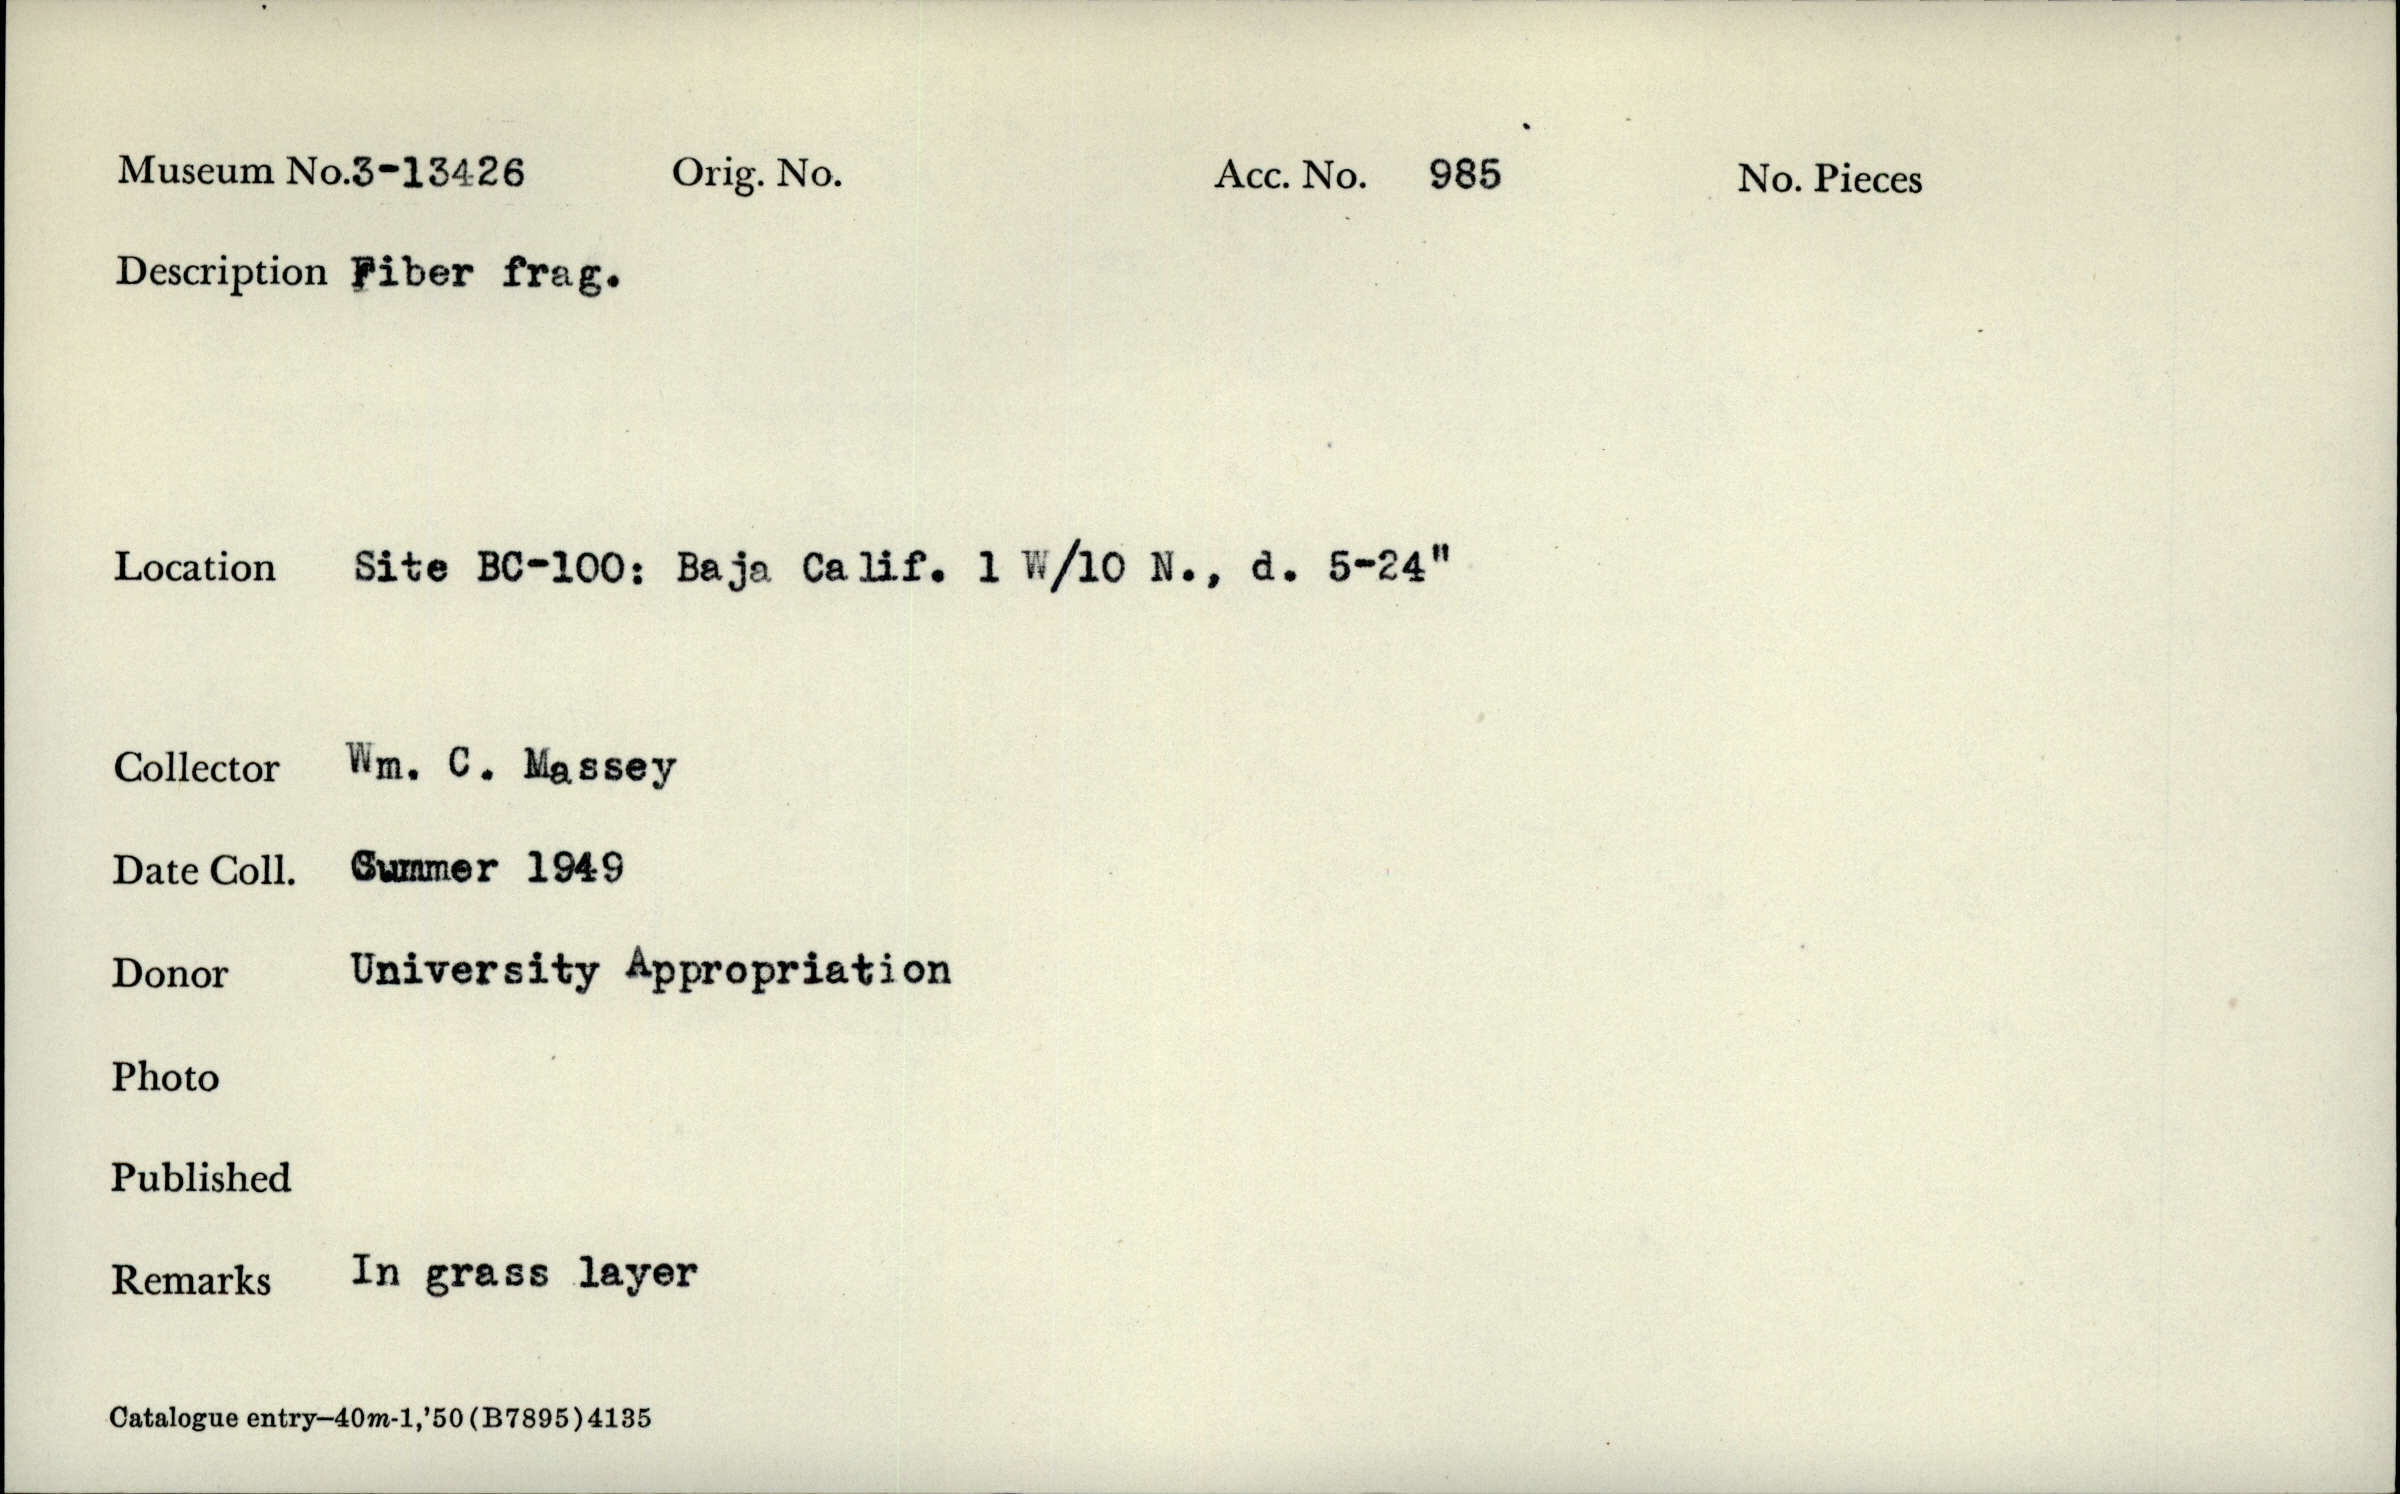 Museum No.3-13426 Orig. No. Acc. No. 985 No. Pieces
Description Fiber frag.
Location Site BC-100: Baja Calif. 1 W/10 N., d. 5-24"
Collector Wm. C. Massey
Date Coll. Summer 1949
Donor University Appropriation
Photo
Published
Remarks In grass layer
Catalogue entry—40m-1,'50(B7895)4135